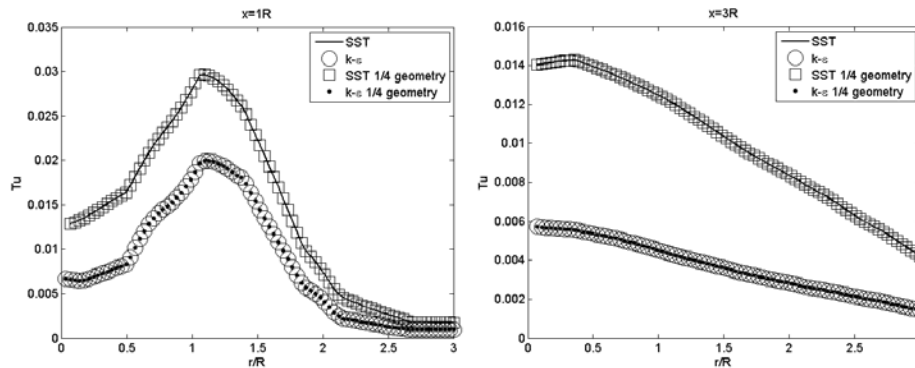 x=1R
0.035
0.03
0.025
0.02
0.015
0.01
0.005
0
Tu
0 0.5 1 1.5 2 2.5 3
r/R
SST
k-ε
SST 1/4 geometry
k-ε 1/4 geometry
x=3R
0.016
0.014
0.012
0.01
0.008
0.006
0.004
0.002
0
Tu
0 0.5 1 1.5 2 2.5
r/R
SST
k-ε
SST 1/4 geometry
k-ε 1/4 geometry